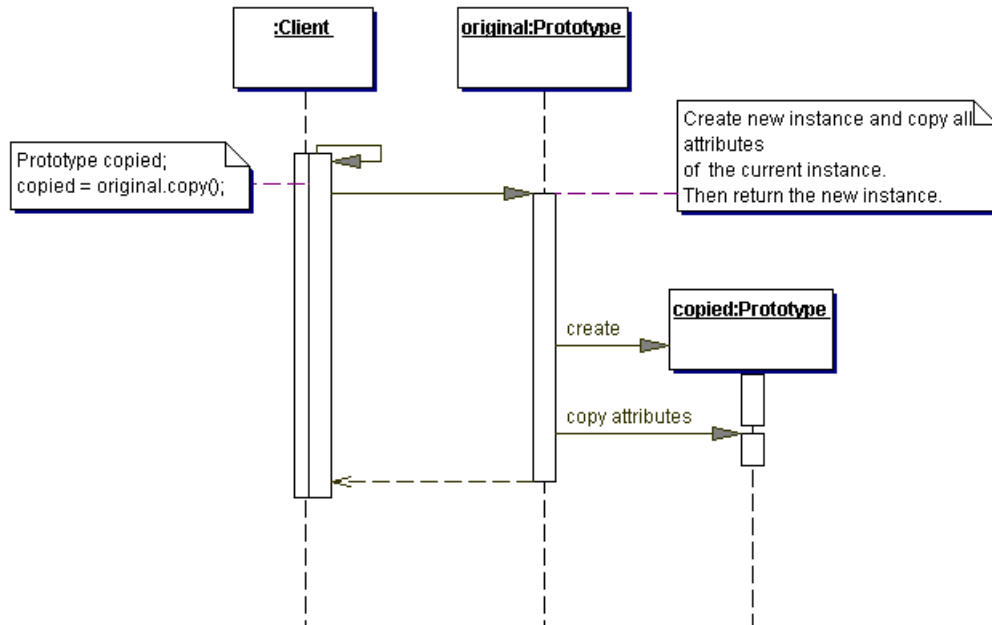 :Client
original:Prototype
Create new instance and copy all
attributes
of the current instance.
Then return the new instance.
Prototype copied;
copied = original.copy();
copied:Prototype
create
copy attributes